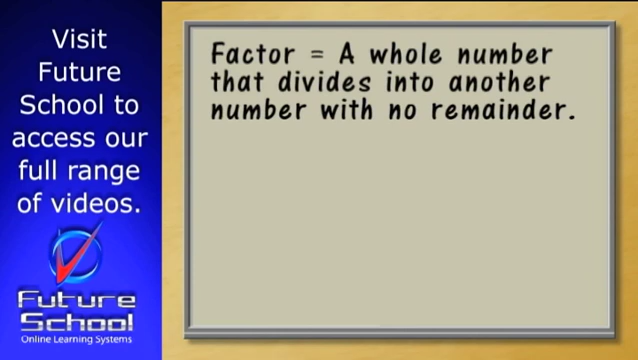 Visit
Future
School to
access our
full range
of videos.
Future
School
Online Learning Systems
Factor = A whole number
that divides into another
number with no remainder.